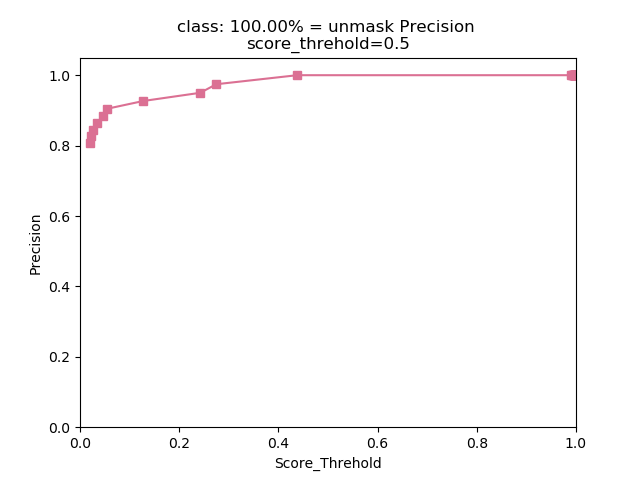 class: 100.00% = unmask Precision
score_threhold=0.5
1.0
0.8
0.6
0.4
0.2
0.0
Precision
0.0 0.2 0.4 0.6 0.8 1.0
Score_Threhold